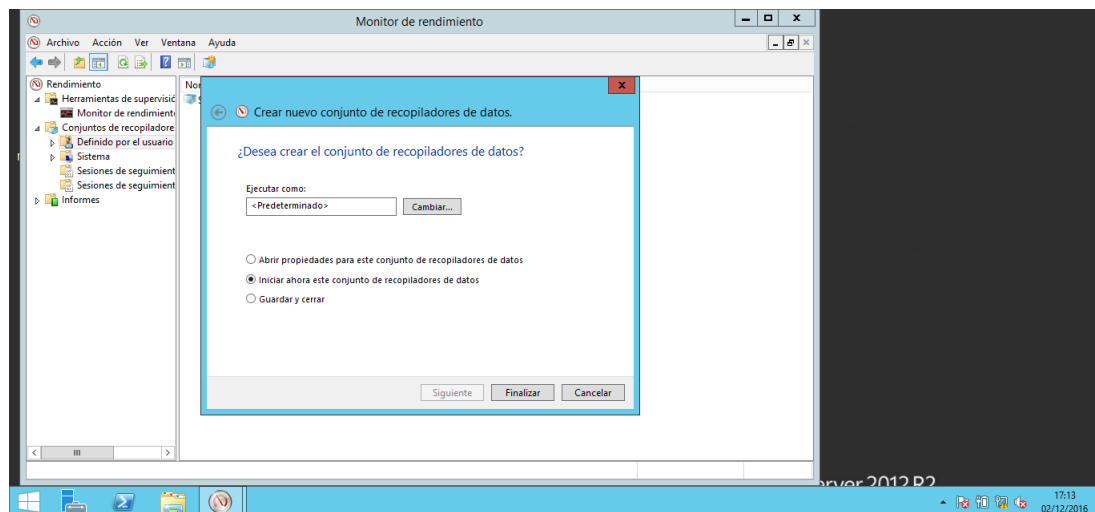 Monitor de rendimiento
Archivo Acción Ver Ventana Ayuda
Rendimiento
Herramientas de supervisió
Monitor de rendimient
Conjuntos de recopiladore
Definido por el usuario
Sistema
Sesiones de seguimient
Sesiones de seguimient
Informes
Crear nuevo conjunto de recopiladores de datos.
¿Desea crear el conjunto de recopiladores de datos?
Ejecutar como:
<Predeterminado>
Cambiar...
Abrir propiedades para este conjunto de recopiladores de datos
Iniciar ahora este conjunto de recopiladores de datos
Guardar y cerrar
Siguiente Finalizar Cancelar
erver 2012 R2
17:13
02/12/2016